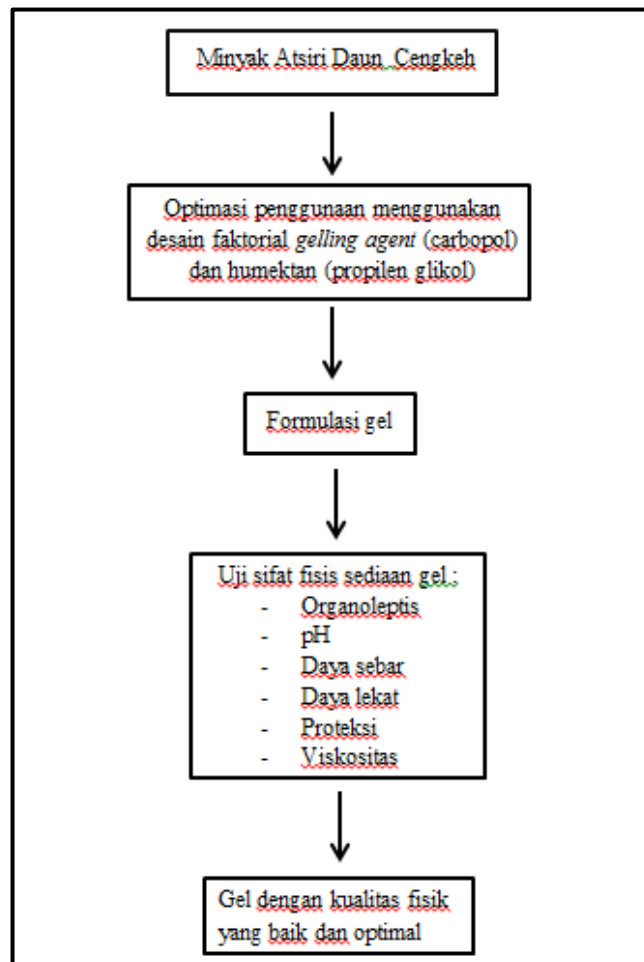 Minyak Atsiri Daun Cengkeh
Optimasi penggunaan menggunakan
desain faktorial gelling agent (carbopol)
dan humektan (propilen glikol)
Formulasi gel
Uji sifat fisis sediaan gel :
- Organoleptis
- pH
- Daya sebar
- Daya lekat
- Proteksi
- Viskositas
Gel dengan kualitas fisik
yang baik dan optimal